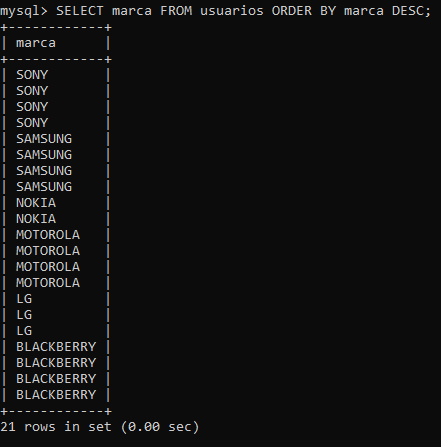 mysql> SELECT marca FROM usuarios ORDER BY marca DESC;
+------------+
| marca      |
+------------+
| SONY       |
| SONY       |
| SONY       |
| SONY       |
| SAMSUNG    |
| SAMSUNG    |
| SAMSUNG    |
| SAMSUNG    |
| NOKIA      |
| NOKIA      |
| MOTOROLA   |
| MOTOROLA   |
| MOTOROLA   |
| MOTOROLA   |
| LG         |
| LG         |
| LG         |
| BLACKBERRY |
| BLACKBERRY |
| BLACKBERRY |
| BLACKBERRY |
+------------+
21 rows in set (0.00 sec)